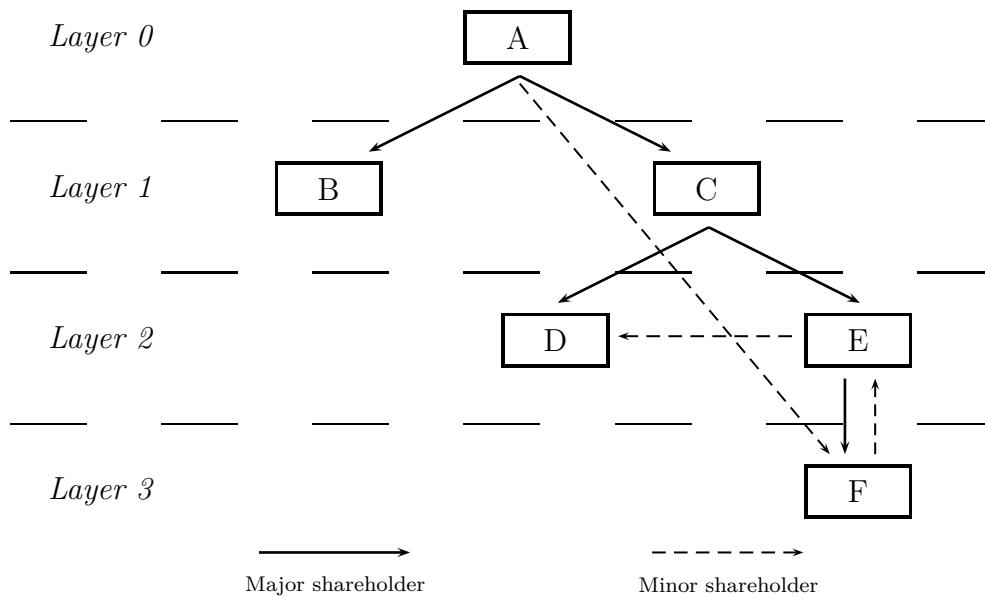 Layer 0
A
Layer 1
B
C
Layer 2
D
E
Layer 3
F
Major shareholder
Minor shareholder